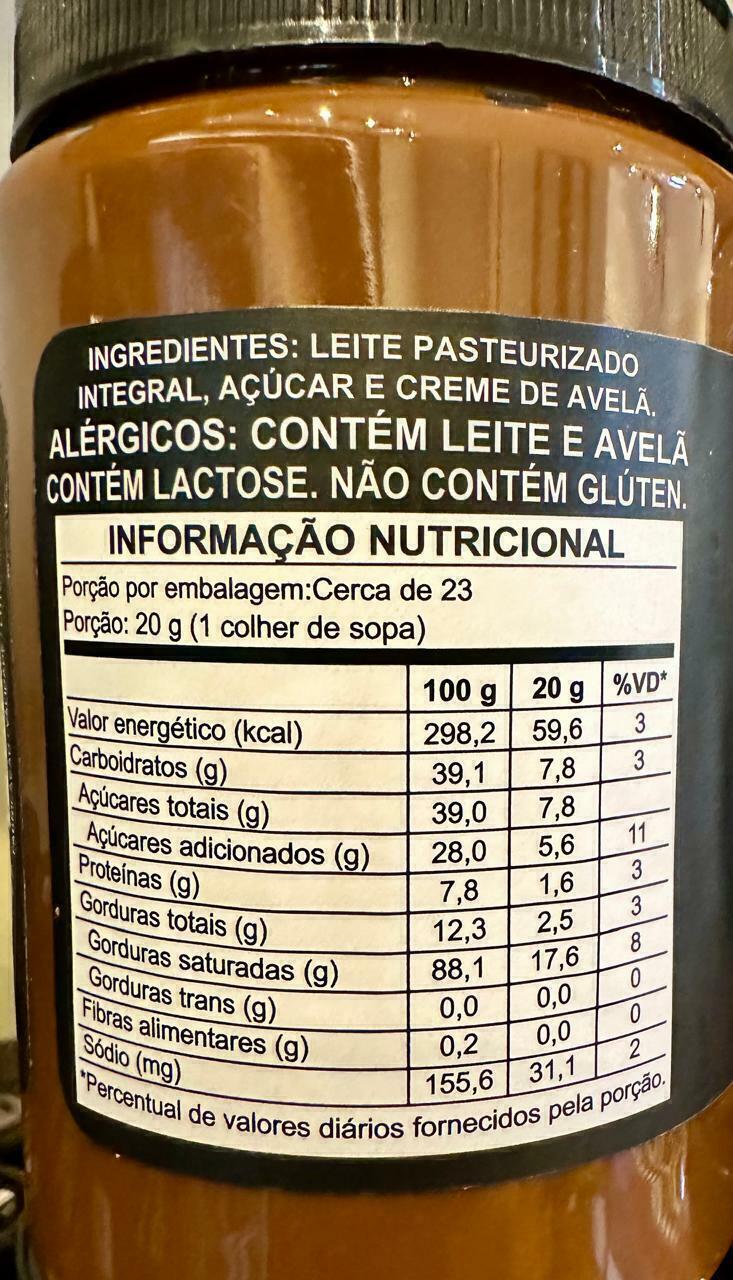 INGREDIENTES: LEITE PASTEURIZADO
INTEGRAL, AÇÚCAR E CREME DE AVELÃ.
ALÉRGICOS: CONTÉM LEITE E AVELÃ
CONTÉM LACTOSE. NÃO CONTÉM GLÚTEN.
INFORMAÇÃO NUTRICIONAL
Porção por embalagem:Cerca de 23
Porção: 20 g (1 colher de sopa)
100 g 20 g %VD*
Valor energético (kcal) 298,2 59,6 3
Carboidratos (g) 39,1 7,8 3
Açúcares totais (g) 39,0 7,8
Açúcares adicionados (g) 28,0 5,6 11
Proteínas (g) 7,8 1,6 3
Gorduras totais (g) 12,3 2,5 3
Gorduras saturadas (g) 88,1 17,6 8
Gorduras trans (g) 0,0 0,0 0
Fibras alimentares (g) 0,2 0,0 0
Sódio (mg) 155,6 31,1 2
*Percentual de valores diários fornecidos pela porção.